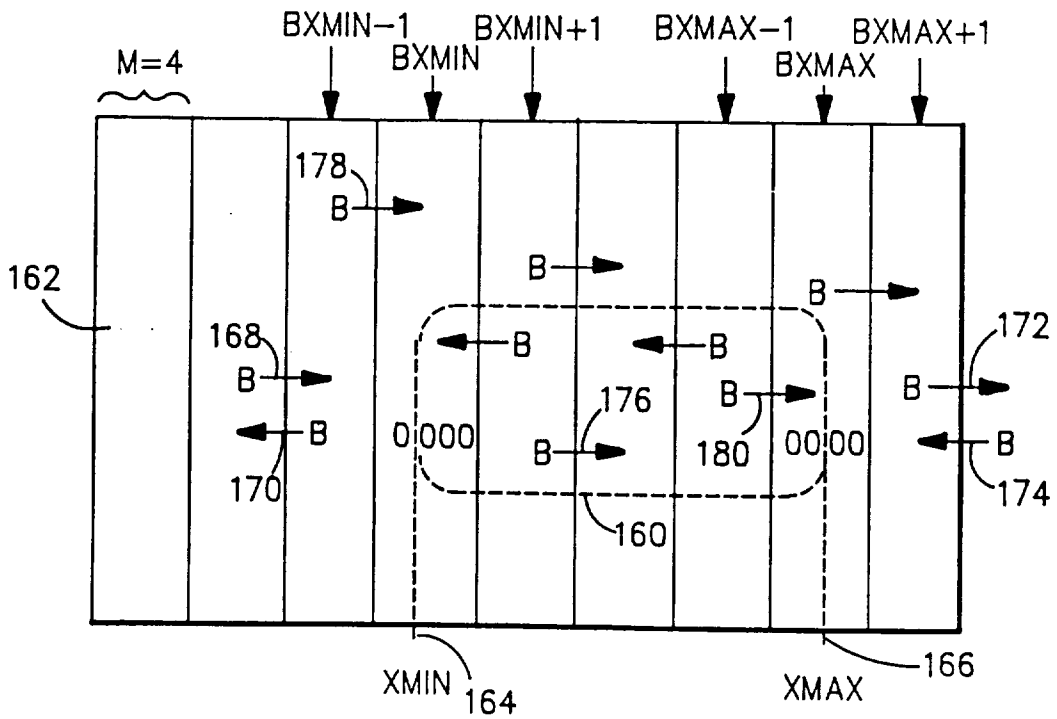 BXMIN-1
BXMIN+1
BXMAX-1
BXMAX+1
M=4
BXMIN
BXMAX
178
B
B
B
162
B
B
168
B
172
B
B
B
176
0 000
00 00
B
170
B
180
B
174
160
XMIN
164
XMAX
166